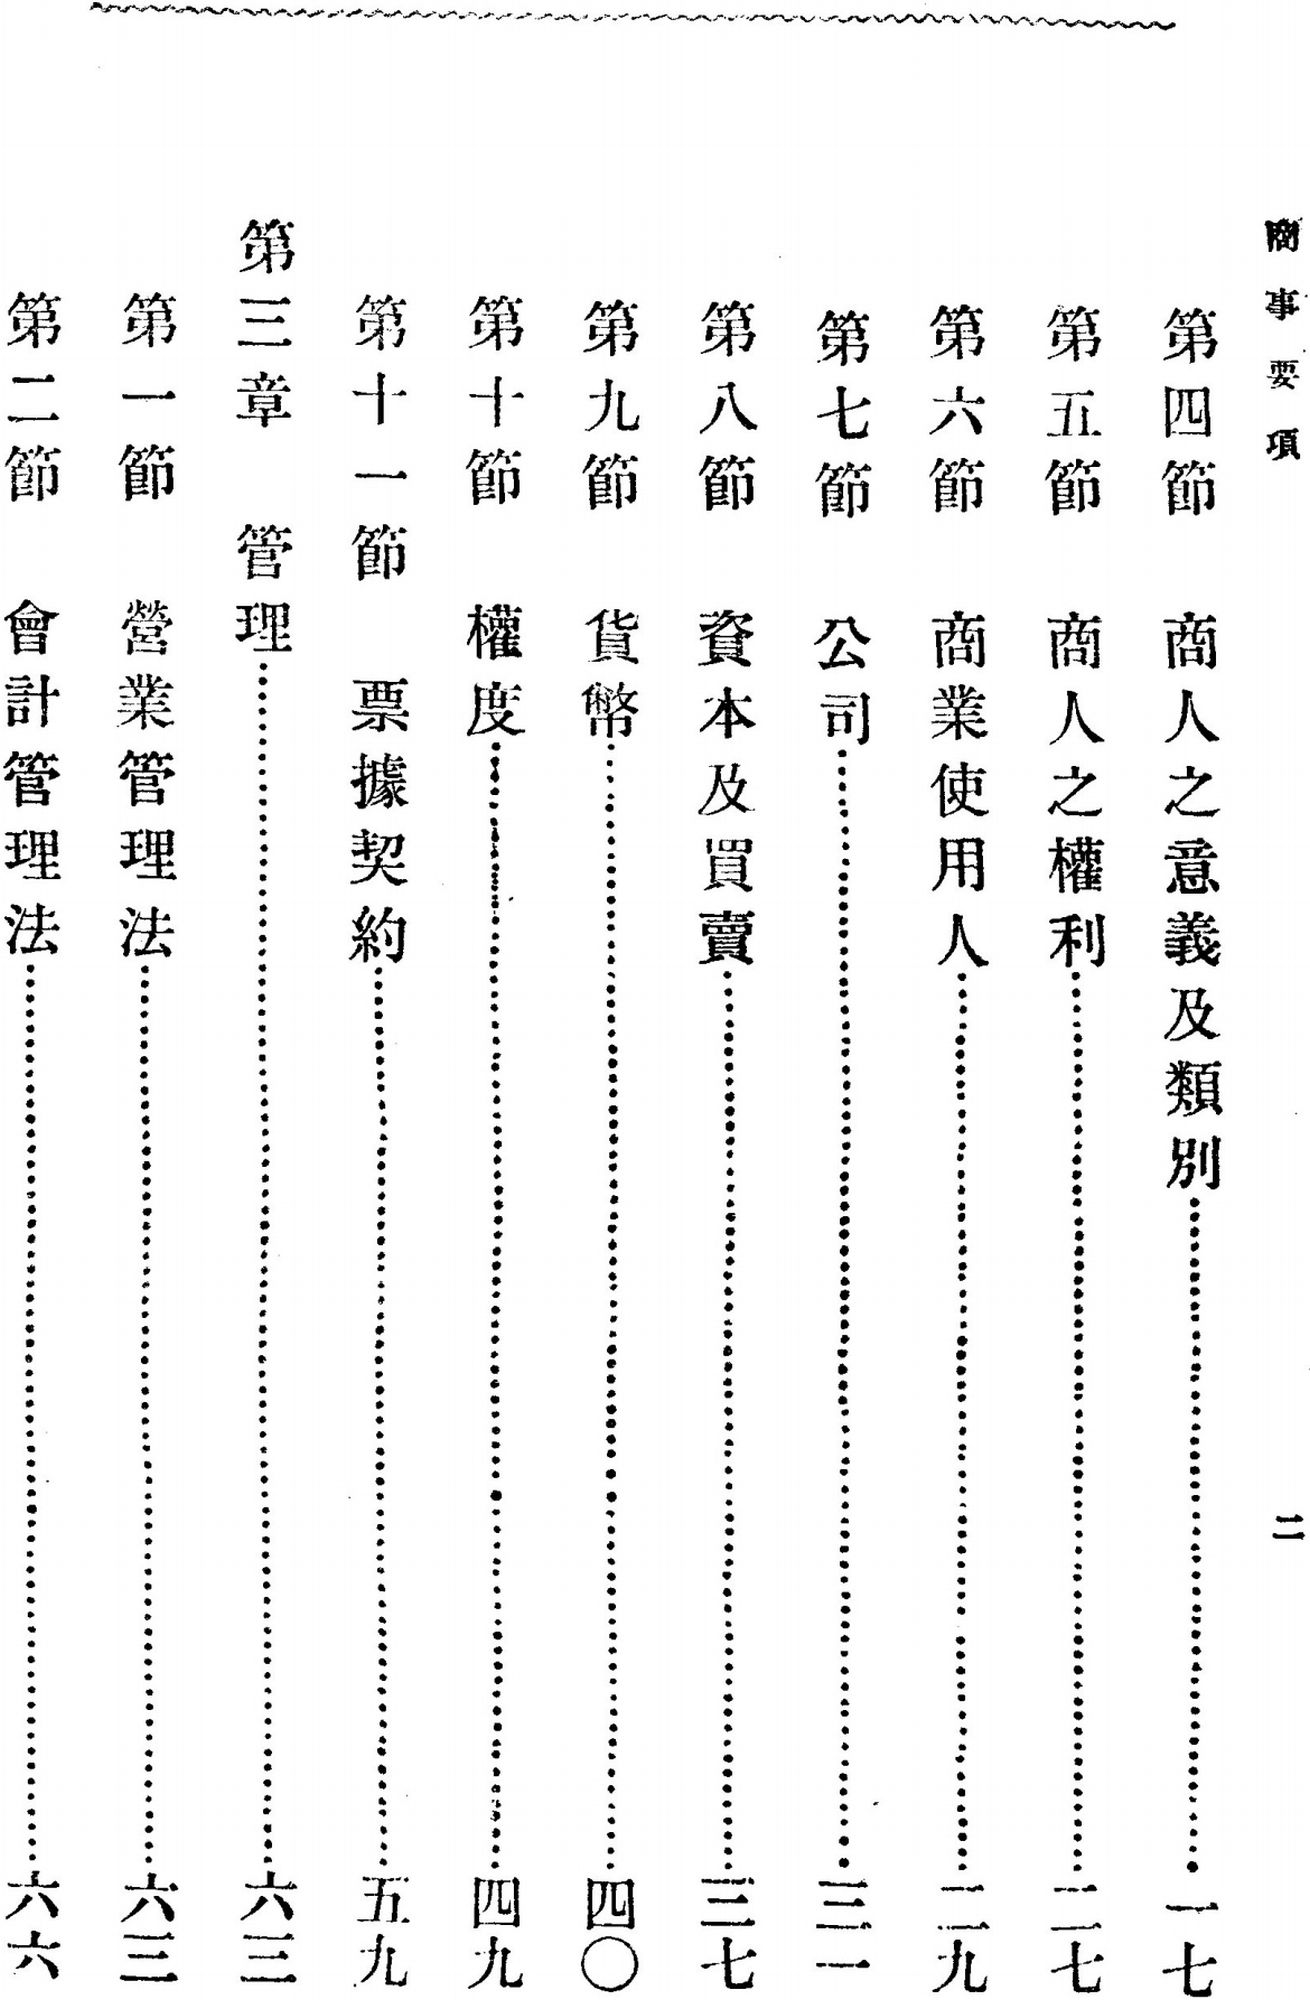 商事要項
二
第四節　商人之意義及類別⋯⋯一七
第五節　商人之權利⋯⋯二七
第六節　商業使用人⋯⋯二九
第七節　公司⋯⋯三一
第八節　資本及買賣⋯⋯三七
第九節　貨幣⋯⋯四〇
第十節　權度⋯⋯四九
第十一節　票據契約⋯⋯五九
第三章　管理⋯⋯六三
第一節　營業管理法⋯⋯六三
第二節　會計管理法⋯⋯六六